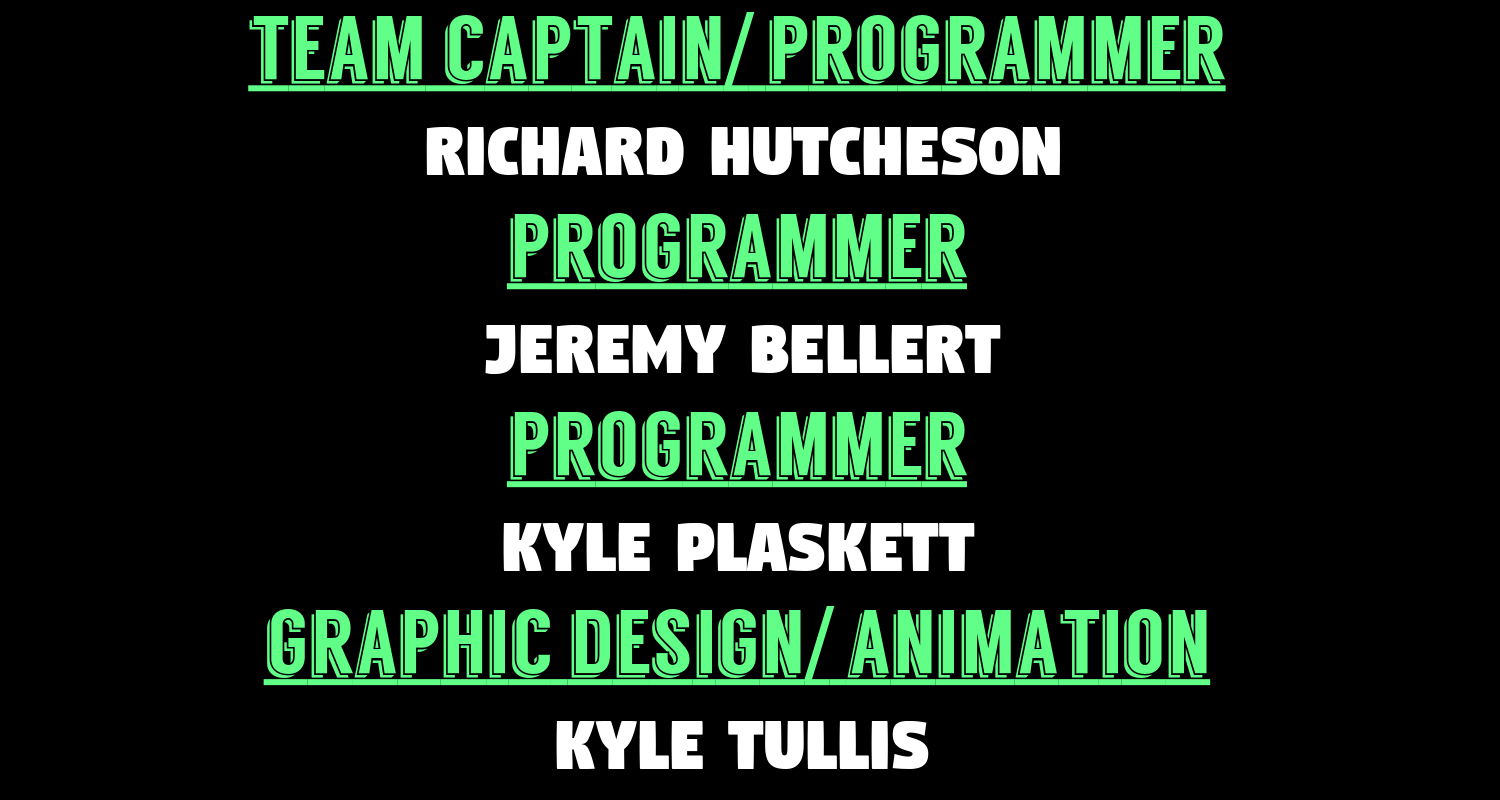 TEAM CAPTAIN/ PROGRAMMER
RICHARD HUTCHESON
PROGRAMMER
JEREMY BELLERT
PROGRAMMER
KYLE PLASKETT
GRAPHIC DESIGN/ ANIMATION
KYLE TULLIS